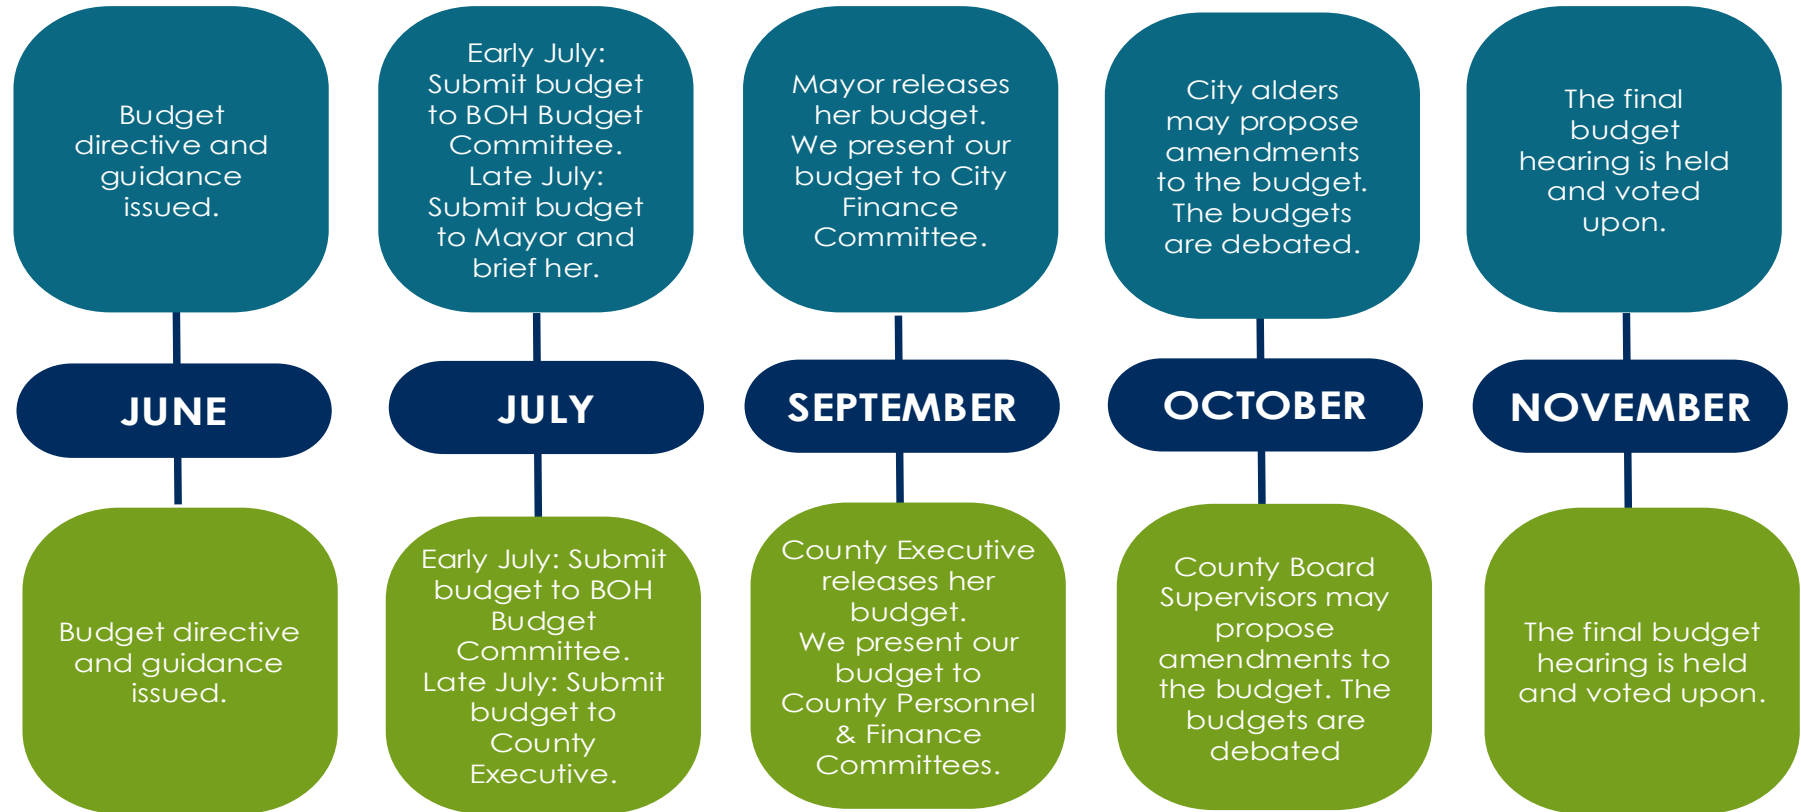 Budget
directive and
guidance
issued.
Early July:
Submit budget
to BOH Budget
Committee.
Late July:
Submit budget
to Mayor and
brief her.
Mayor releases
her budget.
We present our
budget to City
Finance
Committee.
City alders
may propose
amendments
to the budget.
The budgets
are debated.
The final
budget
hearing is held
and voted
upon.
JUNE
JULY
SEPTEMBER
OCTOBER
NOVEMBER
Budget directive
and guidance
issued.
Early July: Submit
budget to BOH
Budget
Committee.
Late July: Submit
budget to
County
Executive.
County Executive
releases her
budget.
We present our
budget to
County Personnel
& Finance
Committees.
County Board
Supervisors may
propose
amendments to
the budget. The
budgets are
debated
The final budget
hearing is held
and voted upon.